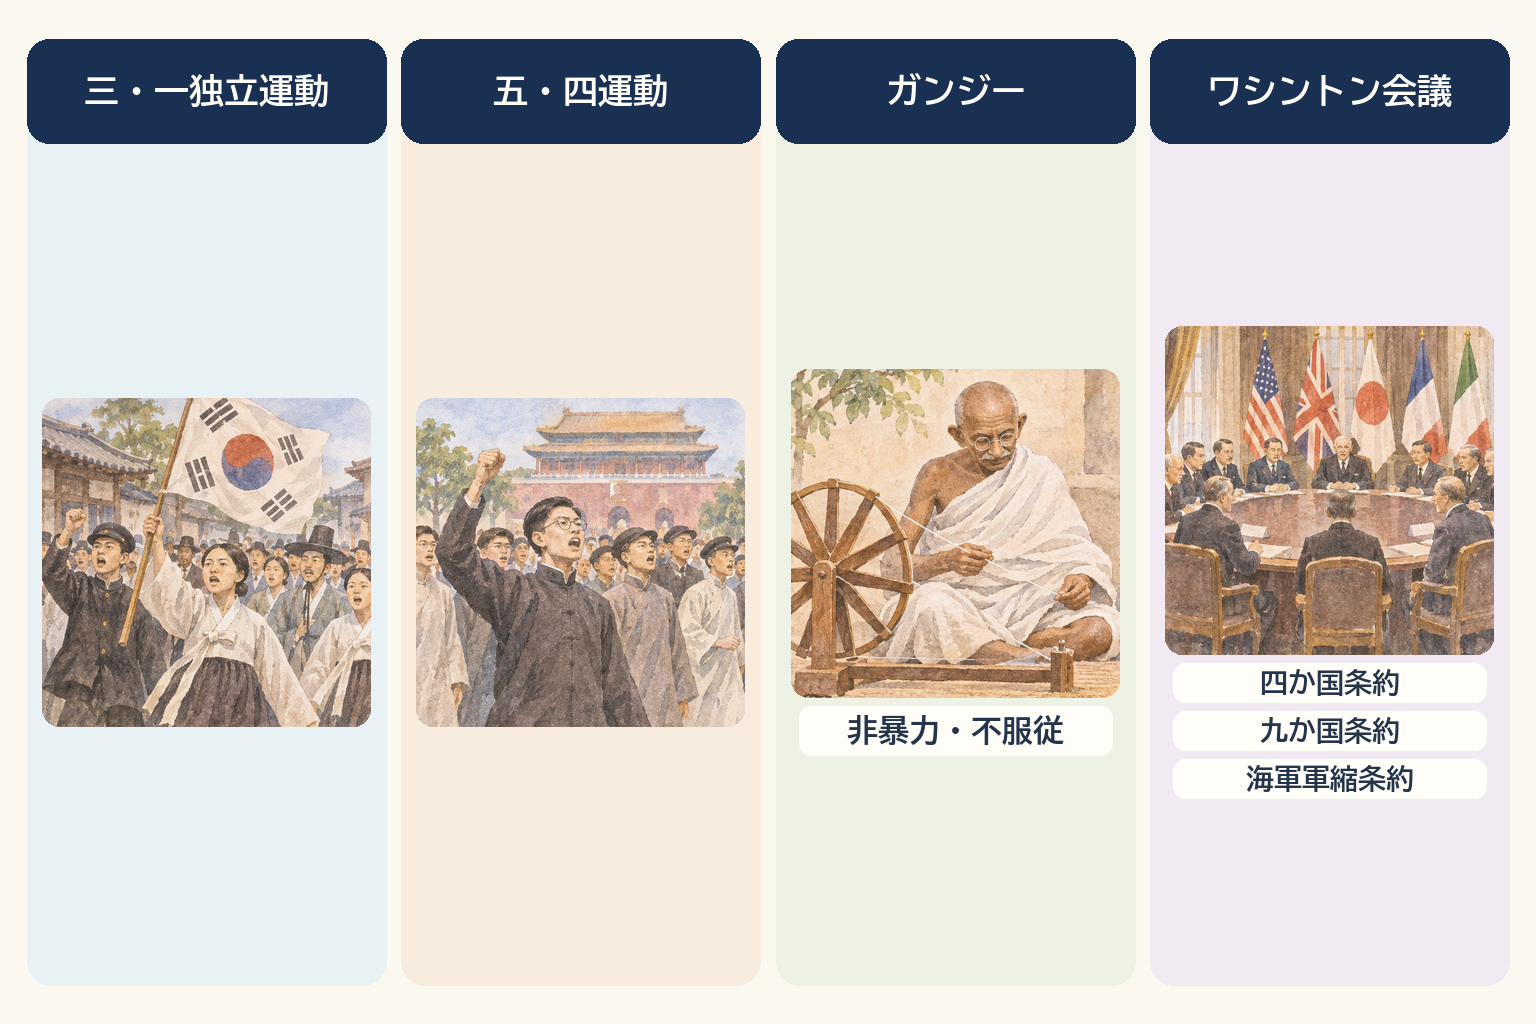 三・一独立運動
五・四運動
ガンジー
非暴力・不服従
ワシントン会議
四か国条約
九か国条約
海軍軍縮条約